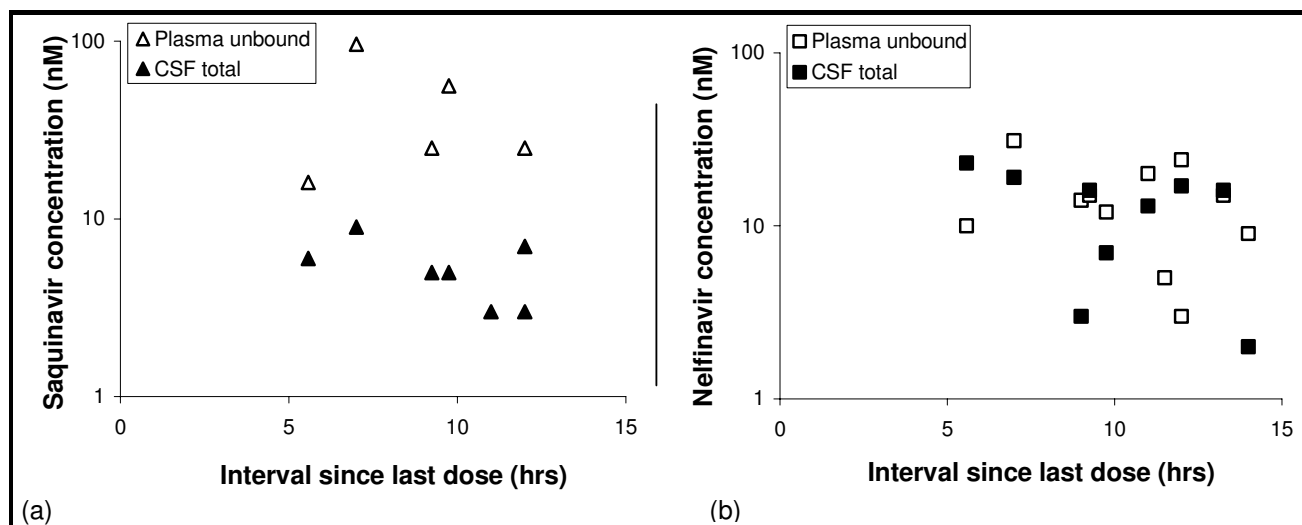 Saquinavir concentration (nM)
100
10
1
Plasma unbound
CSF total
0 5 10 15
Interval since last dose (hrs)
(a)
Nelfinavir concentration (nM)
100
10
1
Plasma unbound
CSF total
0 5 10 15
Interval since last dose (hrs)
(b)